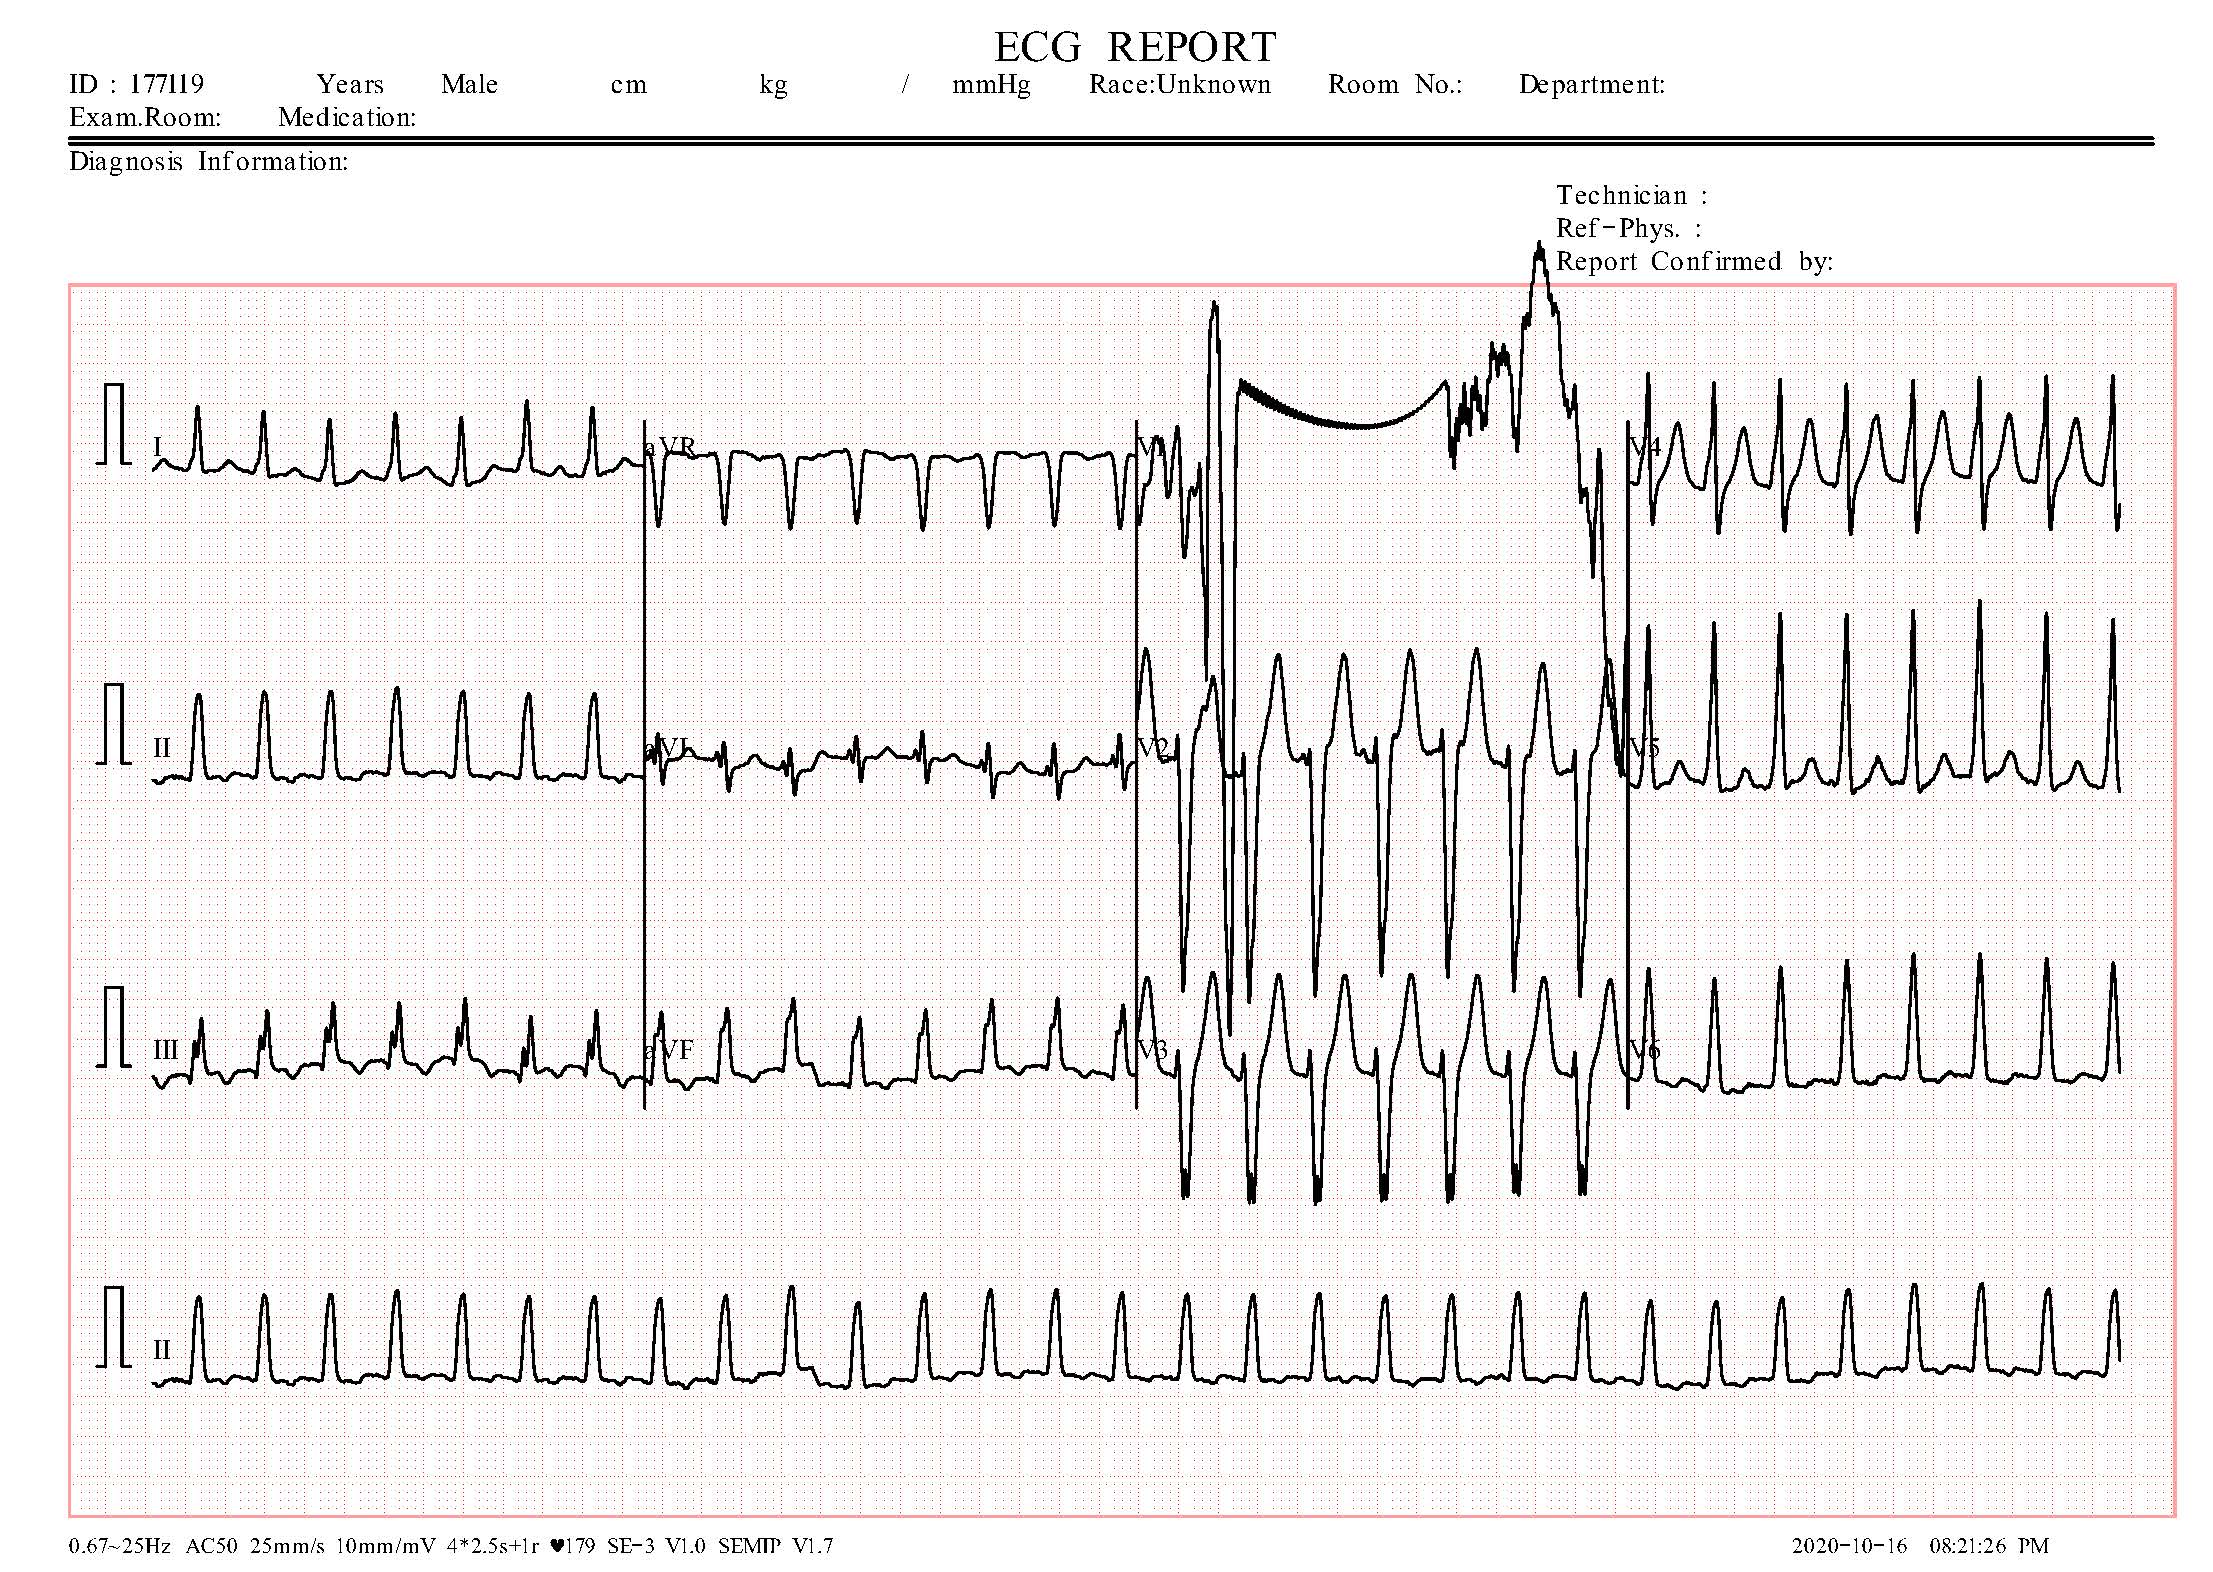 ECG REPORT
ID : 177119 Years Male cm kg / mmHg Race:Unknown Room No.: Department:
Exam.Room: Medication:
Diagnosis Information:
Technician :
Ref-Phys. :
Report Confirmed by:
I aVR V1 V4
II aVL V2 V5
III aVF V3 V6
II
0.67~25Hz AC50 25mm/s 10mm/mV 4*2.5s+1r ♥179 SE-3 V1.0 SEMIP V1.7 2020-10-16 08:21:26 PM